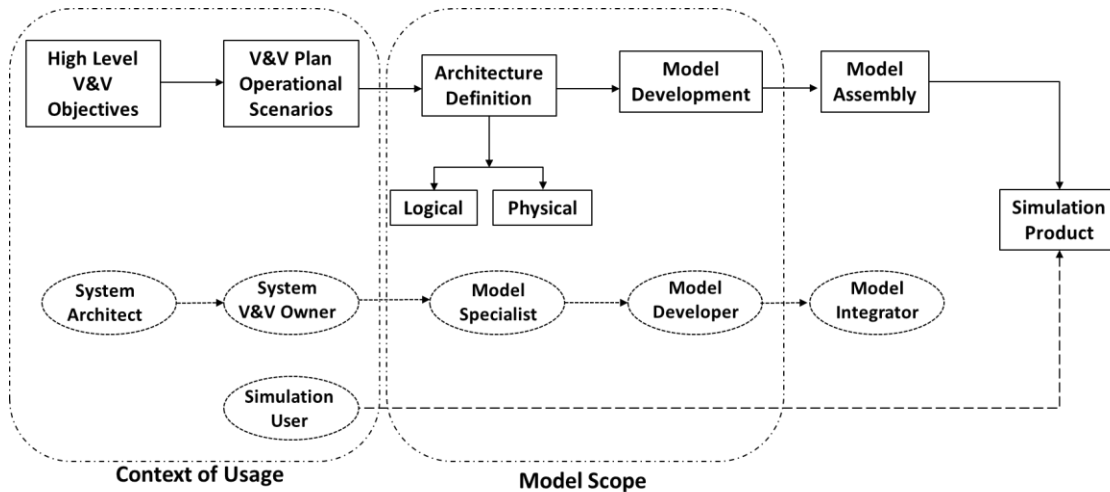 High Level
V&V
Objectives
V&V Plan
Operational
Scenarios
Architecture
Definition
Model
Development
Model
Assembly
Logical
Physical
Simulation
Product
System
Architect
System
V&V Owner
Model
Specialist
Model
Developer
Model
Integrator
Simulation
User
Context of Usage
Model Scope